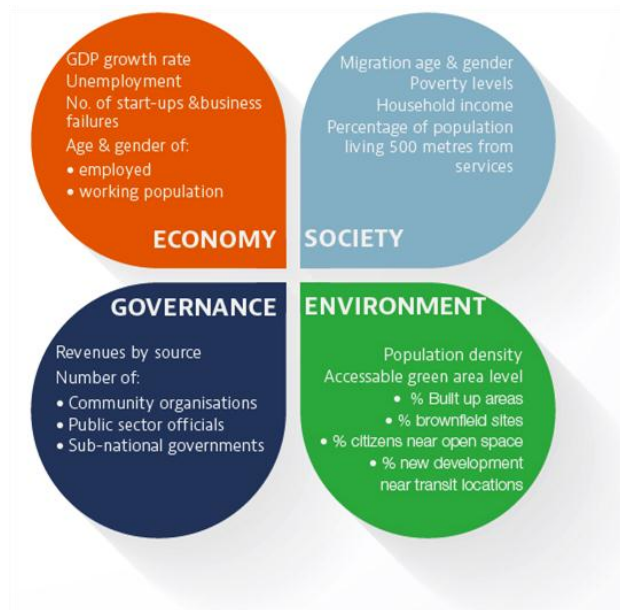 GDP growth rate
Unemployment
No. of start-ups &business
failures
Age & gender of:
• employed
• working population
ECONOMY
Migration age & gender
Poverty levels
Household income
Percentage of population
living 500 metres from
services
SOCIETY
GOVERNANCE
Revenues by source
Number of:
• Community organisations
• Public sector officials
• Sub-national governments
ENVIRONMENT
Population density
Accessable green area level
• % Built up areas
• % brownfield sites
• % citizens near open space
• % new development
near transit locations